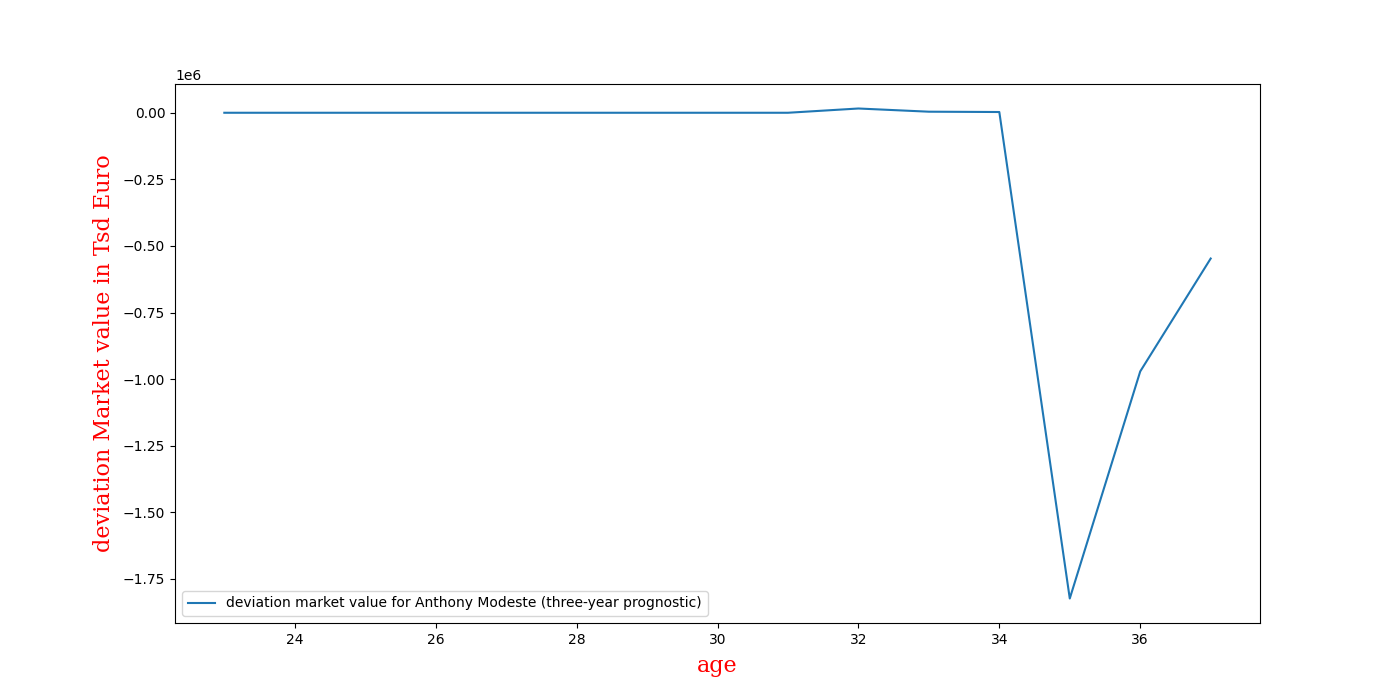 1e6
0.00
−0.25
−0.50
−0.75
−1.00
−1.25
−1.50
−1.75
deviation Market value in Tsd Euro
deviation market value for Anthony Modeste (three-year prognostic)
24 26 28 30 32 34 36
age